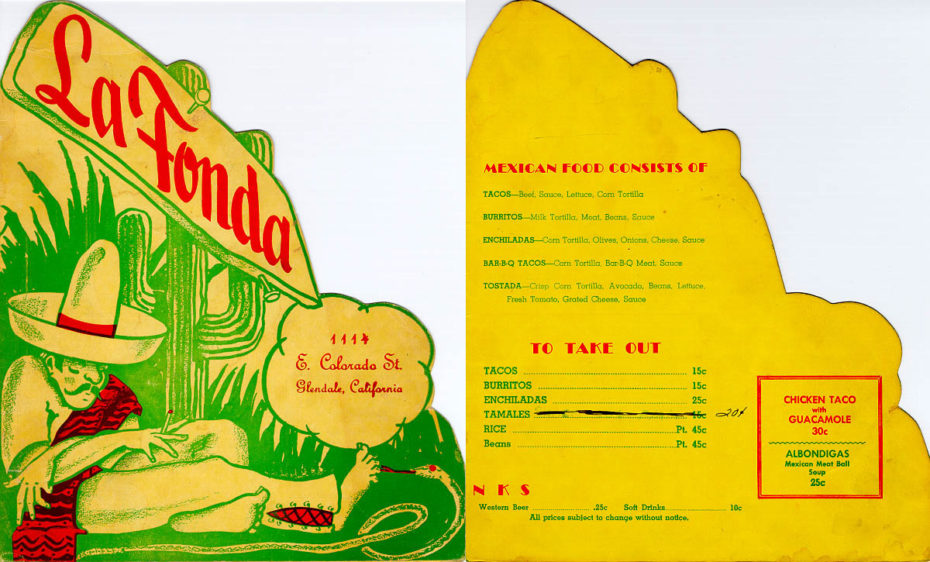 La Fonda
1114
E. Colorado St.
Glendale, California
MEXICAN FOOD CONSISTS OF
TACOS—Beef, Sauce, Lettuce, Corn Tortilla
BURRITOS—Milk Tortilla, Meat, Beans, Sauce
ENCHILADAS—Corn Tortilla, Olives, Onions, Cheese, Sauce
BAR-B-Q TACOS—Corn Tortilla, Bar-B-Q Meat, Sauce
TOSTADA—Crisp Corn Tortilla, Avocado, Beans, Lettuce,
Fresh Tomato, Grated Cheese, Sauce
TO TAKE OUT
TACOS 15c
BURRITOS 15c
ENCHILADAS 25c
TAMALES 20¢
RICE Pt. 45c
Beans Pt. 45c
CHICKEN TACO
with
GUACAMOLE
30c
ALBONDIGAS
Mexican Meat Ball
Soup
25c
N K S
Western Beer .25c Soft Drinks 10c
All prices subject to change without notice.